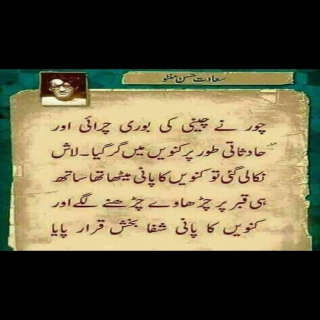 سعادت حسن منٹو
چور نے چینی کی بوری چرائی اور
حادثاتی طور پر کنویں میں گر گیا۔ لاش
نکالی گئی تو کنویں کا پانی میٹھا تھا ساتھ
ہی قبر پر چڑھاوے چڑھنے لگے اور
کنویں کا پانی شفا بخش قرار پایا